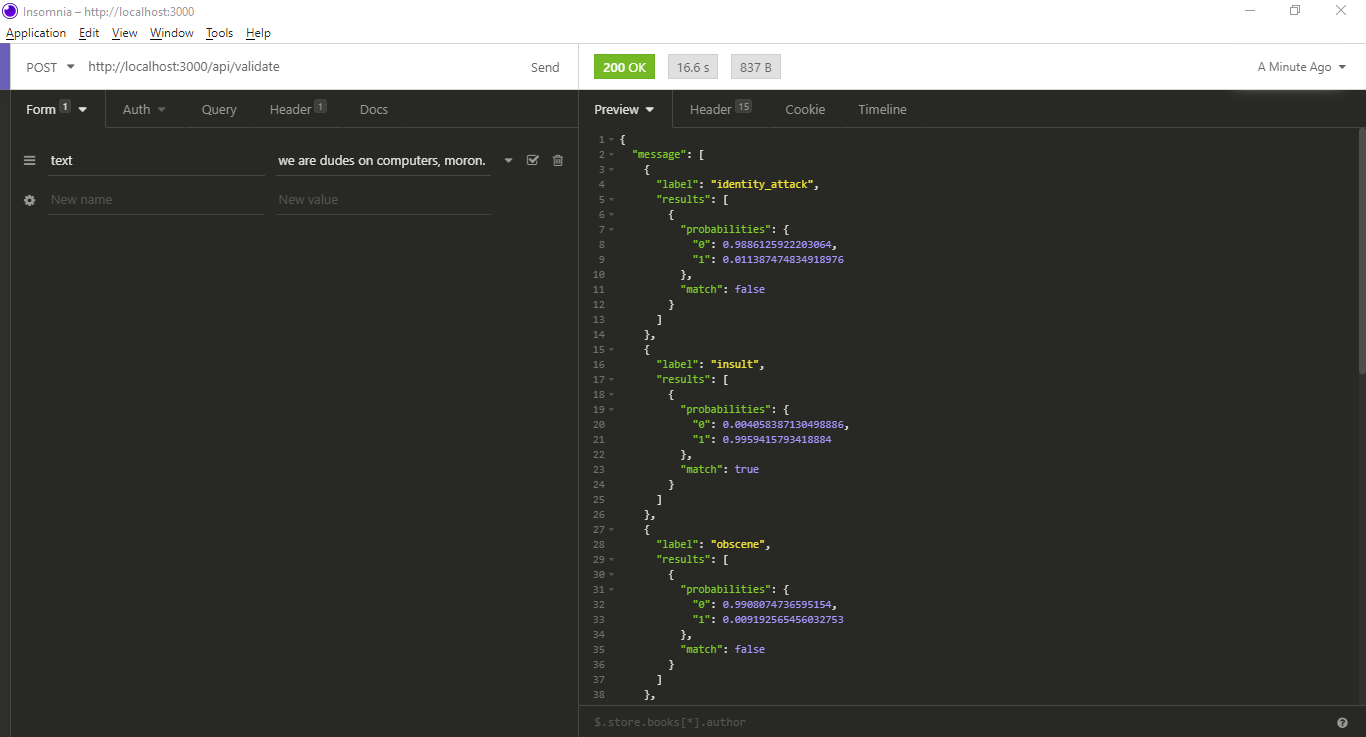 Insomnia – http://localhost:3000
Application Edit View Window Tools Help
POST http://localhost:3000/api/validate Send
200 OK 16.6 s 837 B A Minute Ago
Form 1 Auth Query Header 1 Docs
Preview Header 15 Cookie Timeline
text we are dudes on computers, moron.
New name New value
1 {
2 "message": [
3 {
4 "label": "identity_attack",
5 "results": [
6 {
7 "probabilities": {
8 "0": 0.9886125922203064,
9 "1": 0.011387474834918976
10 },
11 "match": false
12 }
13 ]
14 },
15 {
16 "label": "insult",
17 "results": [
18 {
19 "probabilities": {
20 "0": 0.004058387130498886,
21 "1": 0.9959415793418884
22 },
23 "match": true
24 }
25 ]
26 },
27 {
28 "label": "obscene",
29 "results": [
30 {
31 "probabilities": {
32 "0": 0.9908074736595154,
33 "1": 0.009192565456032753
34 },
35 "match": false
36 }
37 ]
38 },
$.store.books[*].author